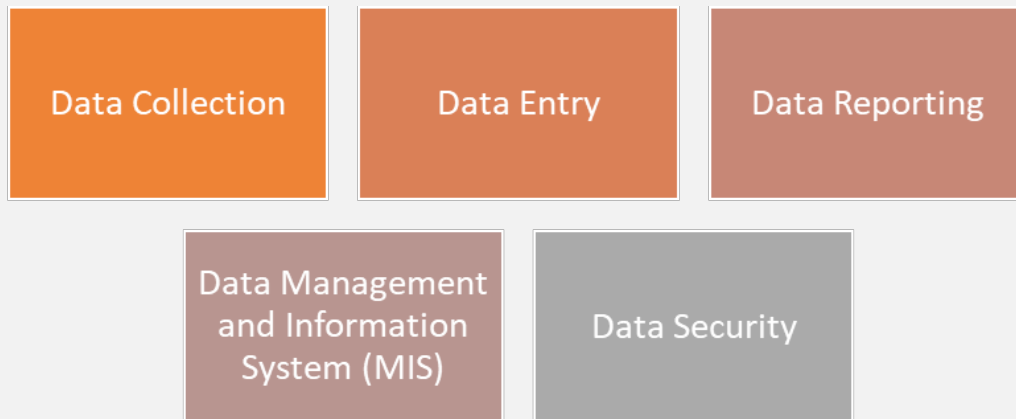 Data Collection
Data Entry
Data Reporting
Data Management
and Information
System (MIS)
Data Security